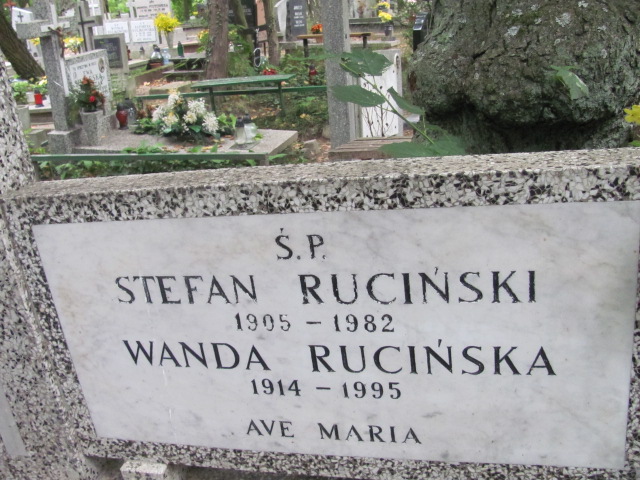 Ś.P.
STEFAN RUCIŃSKI
1905 – 1982
WANDA RUCIŃSKA
1914 – 1995
AVE MARIA